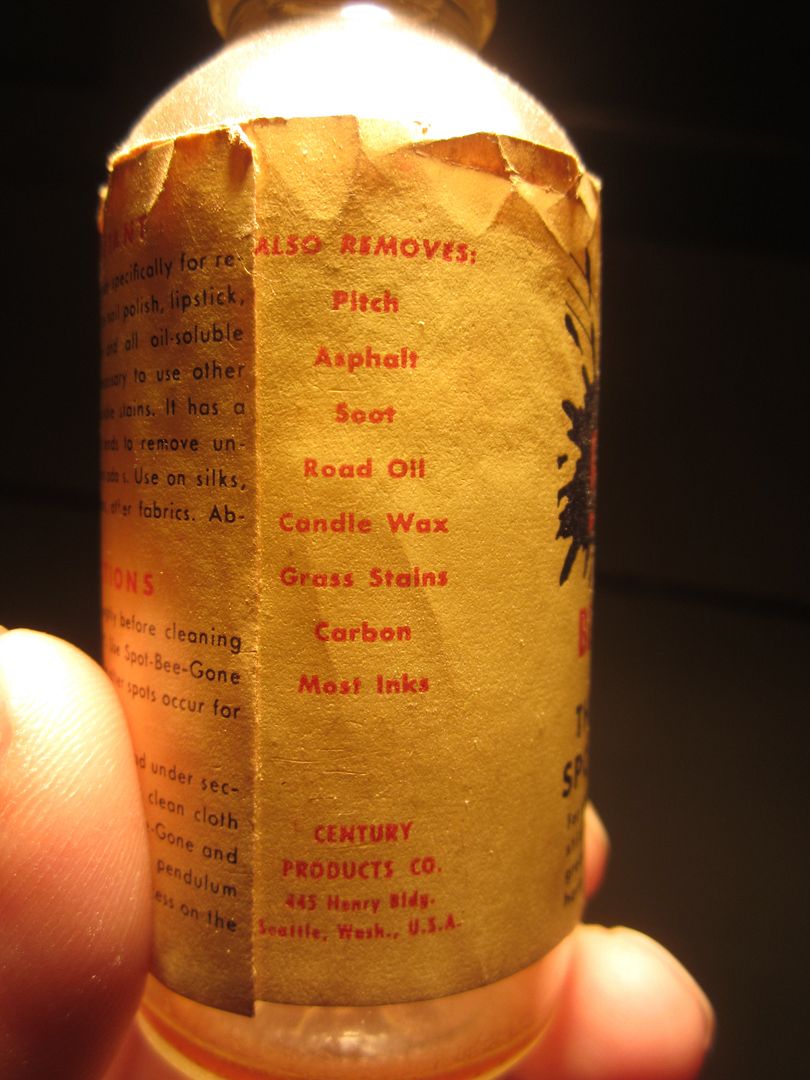 specifically for re-
nail polish, lipstick,
and all oil-soluble
to use other
stains. It has a
to remove un-
Use on silks,
other fabrics. Ab-
before cleaning
Use Spot-Bee-Gone
spots occur for
under sec-
clean cloth
-Gone and
pendulum
on the
ALSO REMOVES:
Pitch
Asphalt
Soot
Road Oil
Candle Wax
Grass Stains
Carbon
Most Inks
CENTURY
PRODUCTS CO.
445 Henry Bldg.
Seattle, Wash., U.S.A.